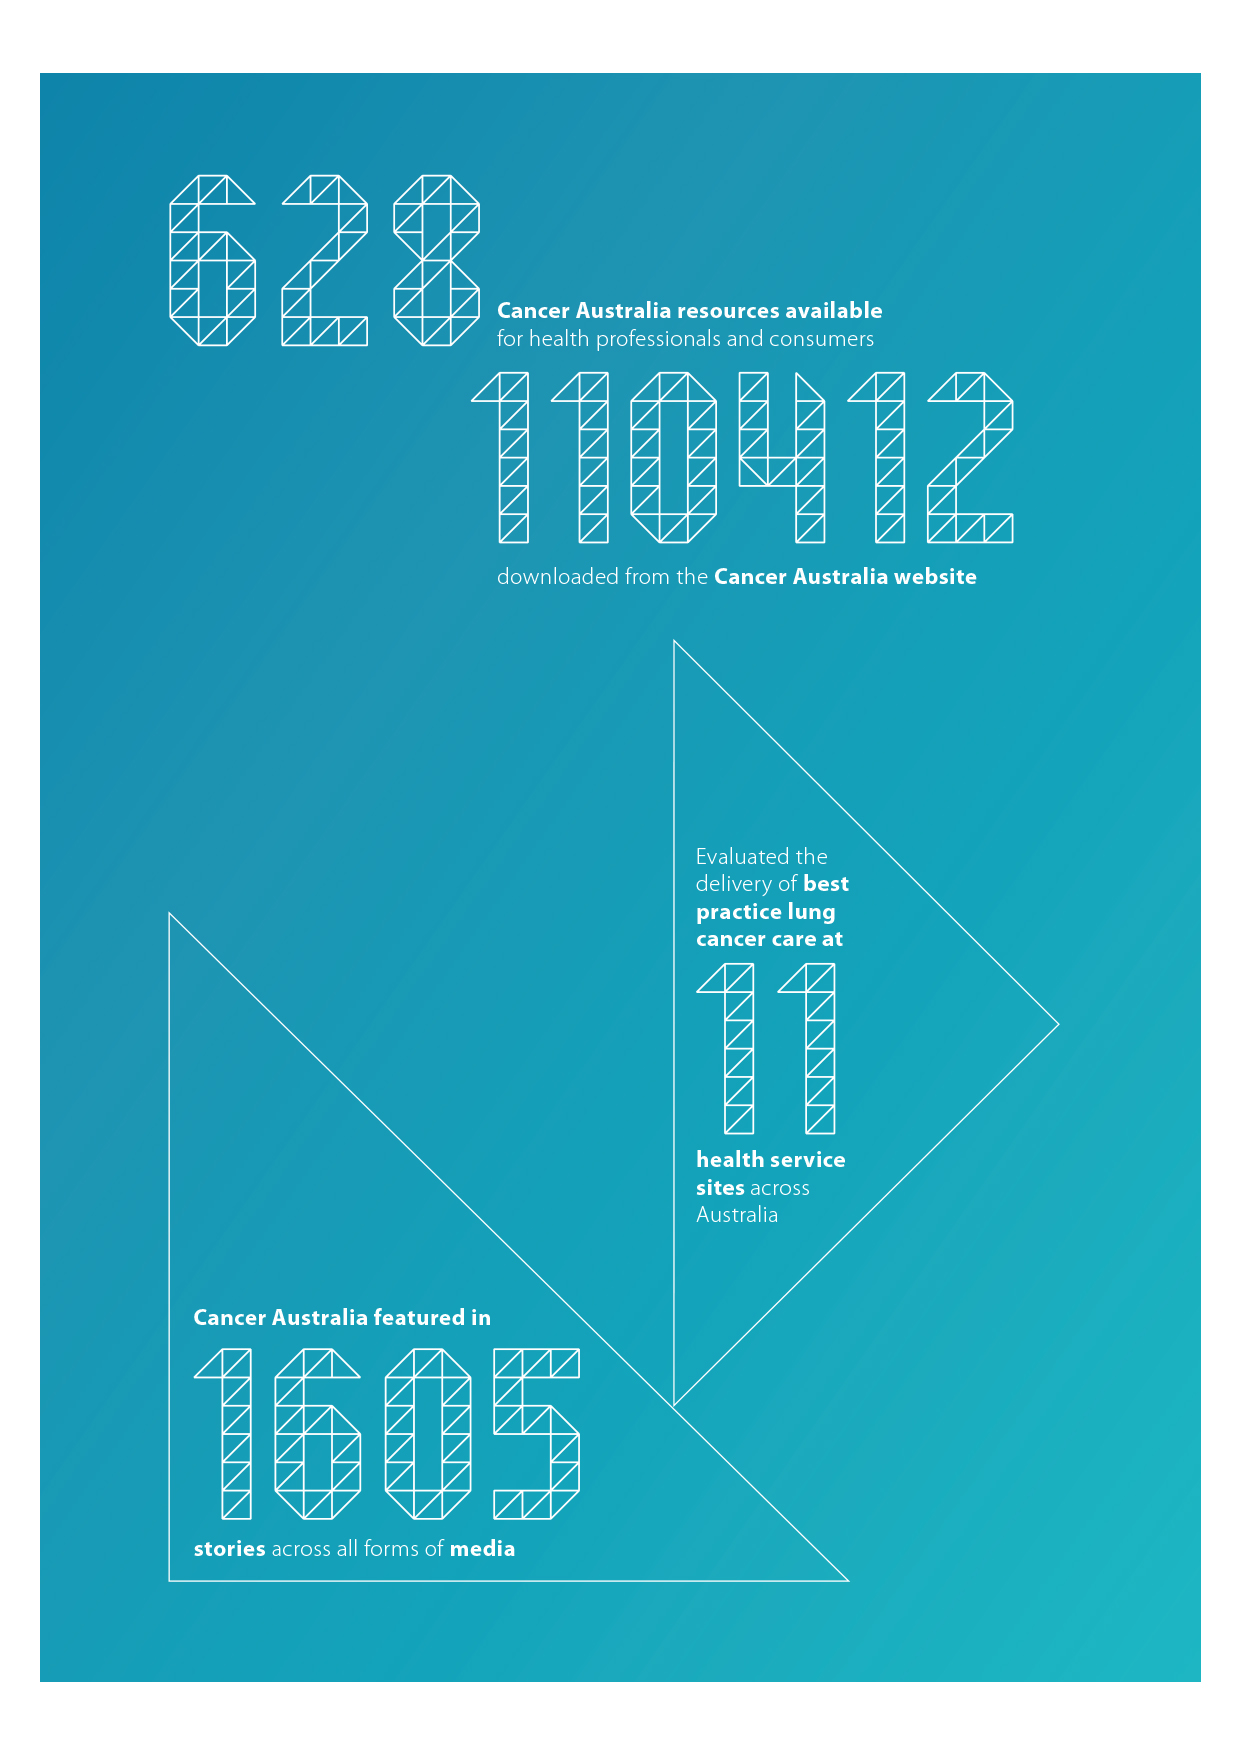 628
Cancer Australia resources available
for health professionals and consumers
110412
downloaded from the Cancer Australia website
Evaluated the
delivery of best
practice lung
cancer care at
11
health service
sites across
Australia
Cancer Australia featured in
1605
stories across all forms of media